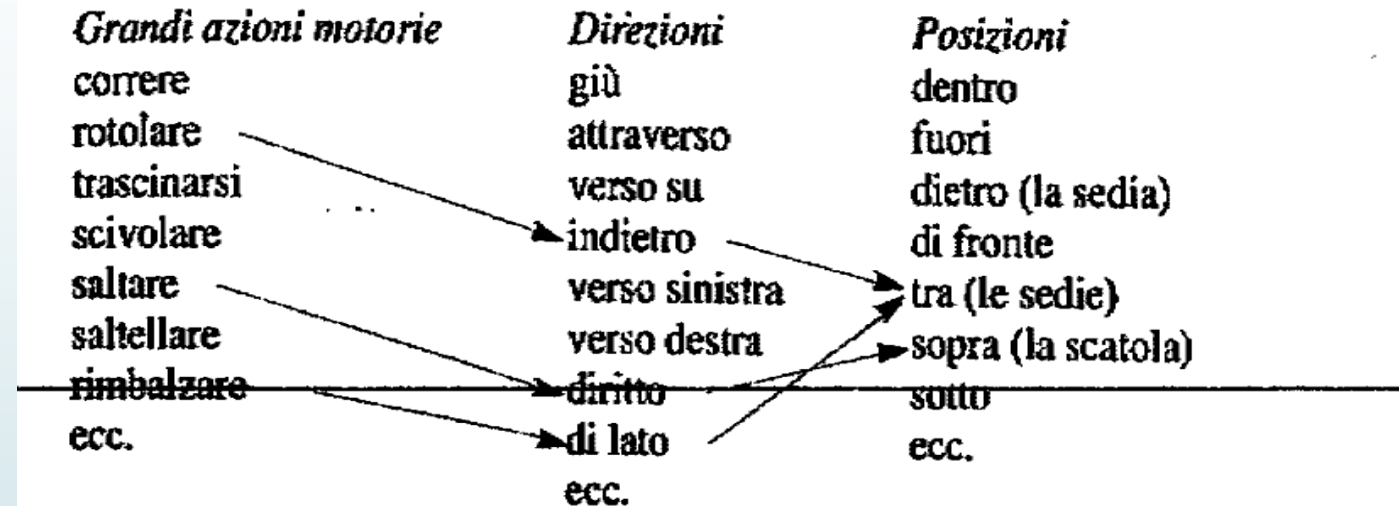 Grandi azioni motorie Direzioni Posizioni
correre giù dentro
rotolare attraverso fuori
trascinarsi verso su dietro (la sedia)
scivolare indietro di fronte
saltare verso sinistra tra (le sedie)
saltellare verso destra sopra (la scatola)
rimbalzare diritto sotto
ecc. di lato ecc.
ecc.